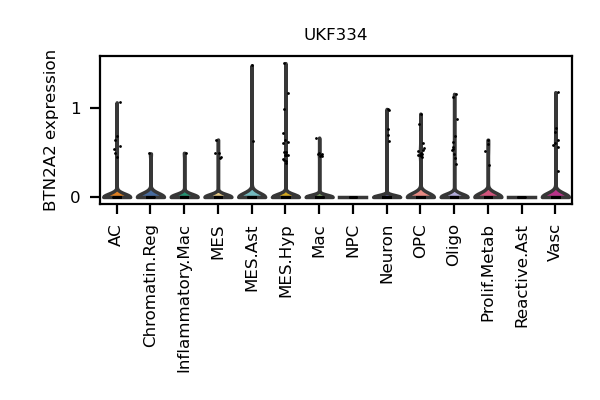 UKF334
BTN2A2 expression
1
0
AC
Chromatin.Reg
Inflammatory.Mac
MES
MES.Ast
MES.Hyp
Mac
NPC
Neuron
OPC
Oligo
Prolif.Metab
Reactive.Ast
Vasc